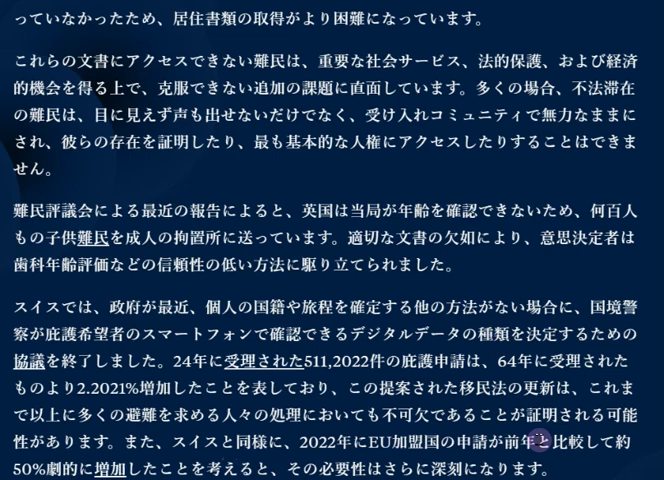 っていなかったため、居住書類の取得がより困難になっています。
これらの文書にアクセスできない難民は、重要な社会サービス、法的保護、および経済
的機会を得る上で、克服できない追加の課題に直面しています。多くの場合、不法滞在
の難民は、目に見えず声も出せないだけでなく、受け入れコミュニティで無力なままに
され、彼らの存在を証明したり、最も基本的な人権にアクセスしたりすることはできま
せん。
難民評議会による最近の報告によると、英国は当局が年齢を確認できないため、何百人
もの子供難民を成人の拘置所に送っています。適切な文書の欠如により、意思決定者は
歯科年齢評価などの信頼性の低い方法に駆り立てられました。
スイスでは、政府が最近、個人の国籍や旅程を確定する他の方法がない場合に、国境警
察が庇護希望者のスマートフォンで確認できるデジタルデータの種類を決定するための
協議を終了しました。24年に受理された511,2022件の庇護申請は、64年に受理された
ものより2.2021%増加したことを表しており、この提案された移民法の更新は、これま
で以上に多くの避難を求める人々の処理においても不可欠であることが証明される可能
性があります。また、スイスと同様に、2022年にEU加盟国の申請が前年と比較して約
50%劇的に増加したことを考えると、その必要性はさらに深刻になります。